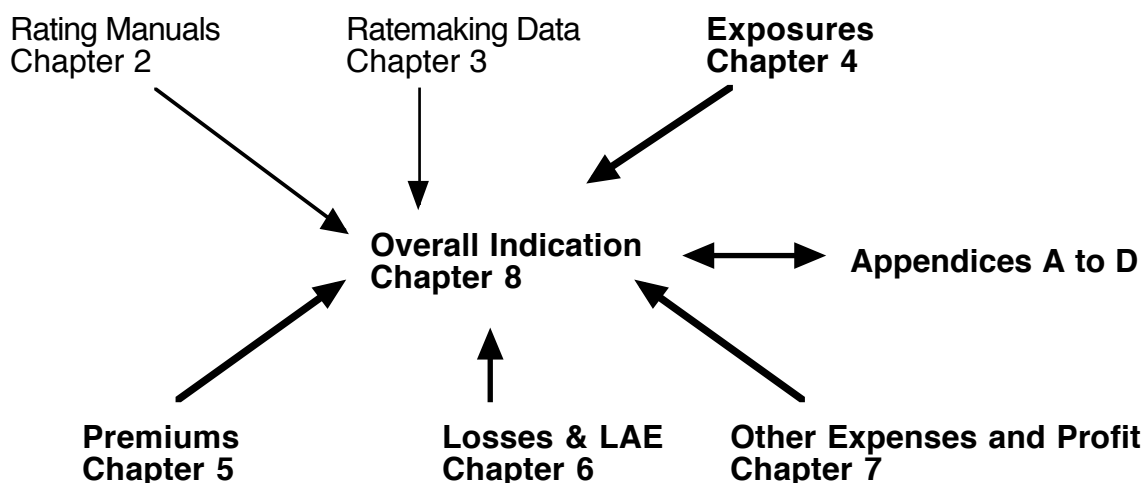 Rating Manuals
Chapter 2
Ratemaking Data
Chapter 3
Exposures
Chapter 4
Overall Indication
Chapter 8
Appendices A to D
Premiums
Chapter 5
Losses & LAE
Chapter 6
Other Expenses and Profit
Chapter 7